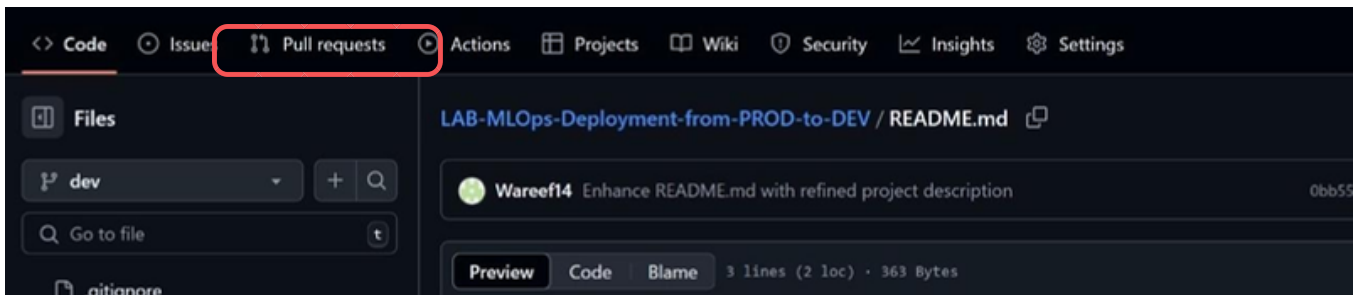 <> Code Issues Pull requests Actions Projects Wiki Security Insights Settings
Files
LAB-MLOps-Deployment-from-PROD-to-DEV / README.md
dev
Wareef14 Enhance README.md with refined project description 0bb55
Go to file t
Preview Code Blame 3 lines (2 loc) · 363 Bytes
.gitignore